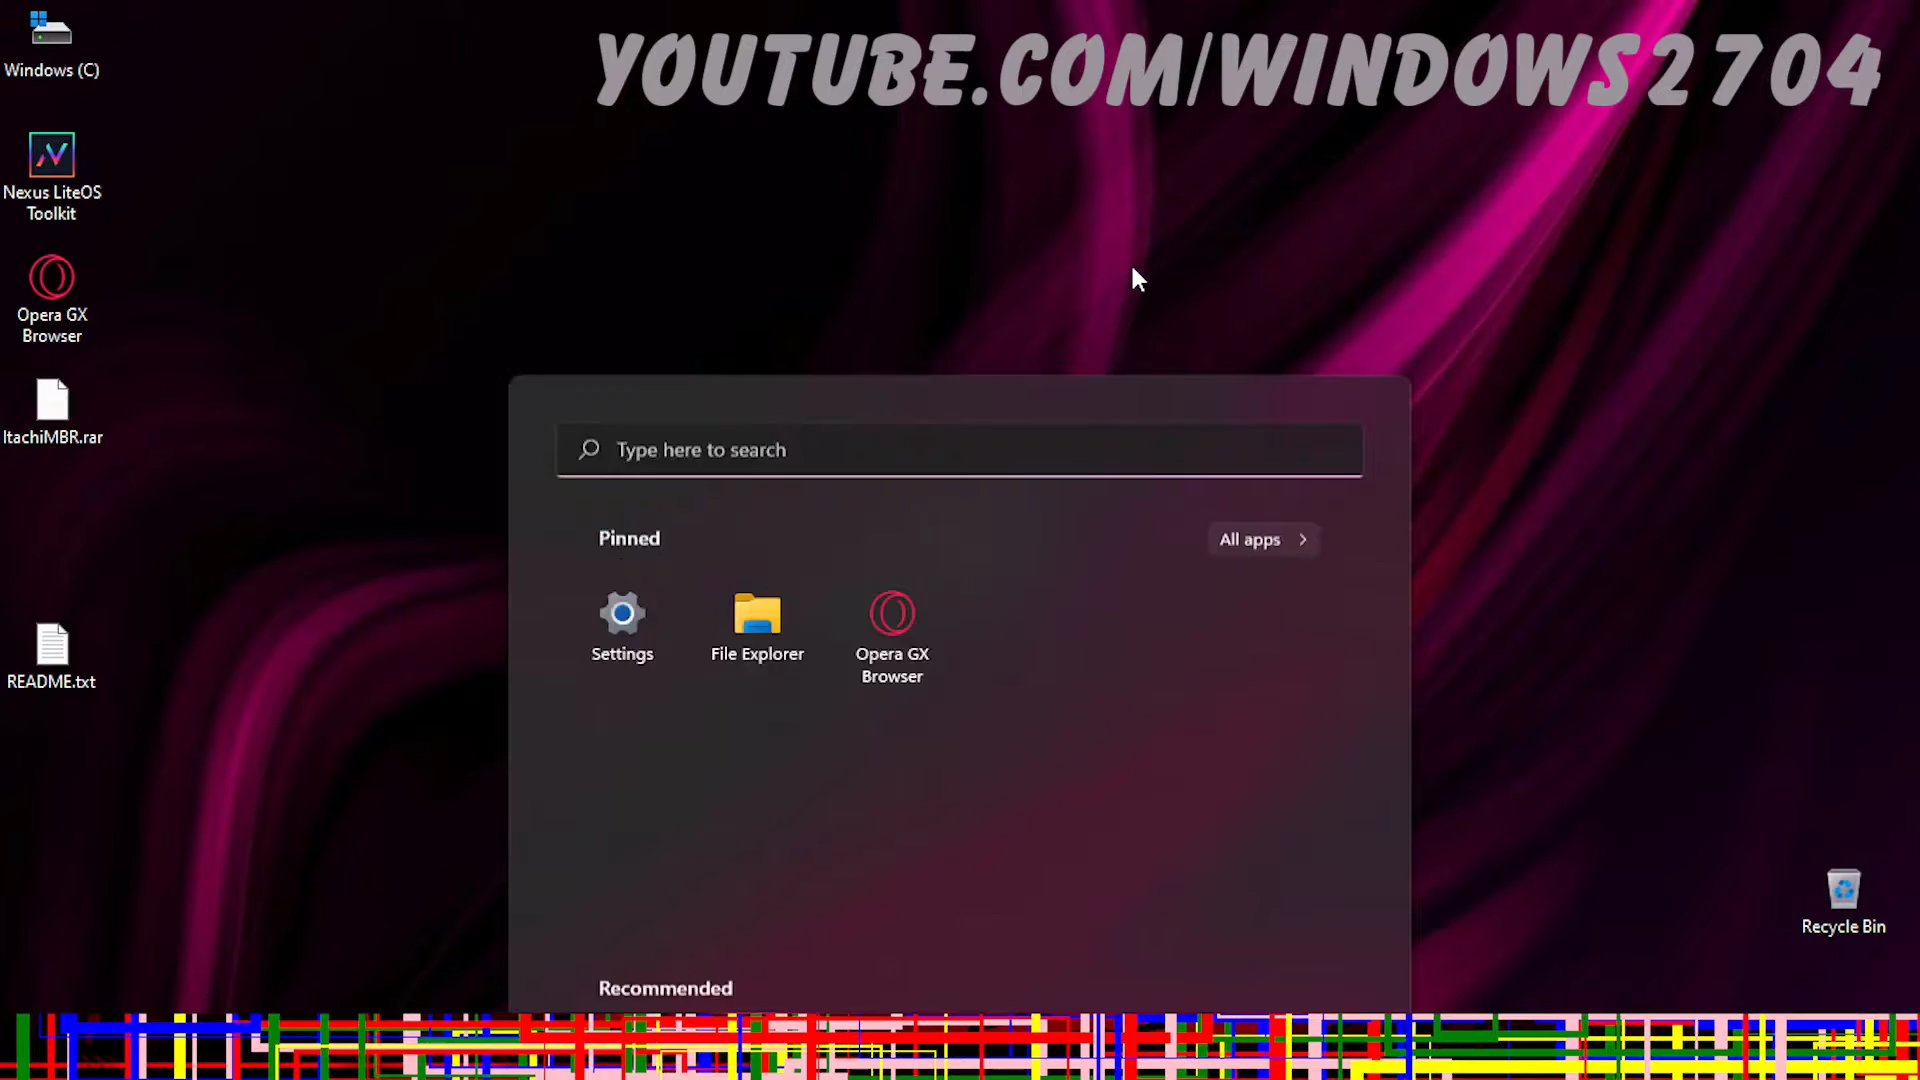 YOUTUBE.COM/WINDOWS2704
Windows (C)
Nexus LiteOS
Toolkit
Opera GX
Browser
ItachiMBR.rar
README.txt
Type here to search
Pinned
All apps
Settings
File Explorer
Opera GX
Browser
Recommended
Recycle Bin